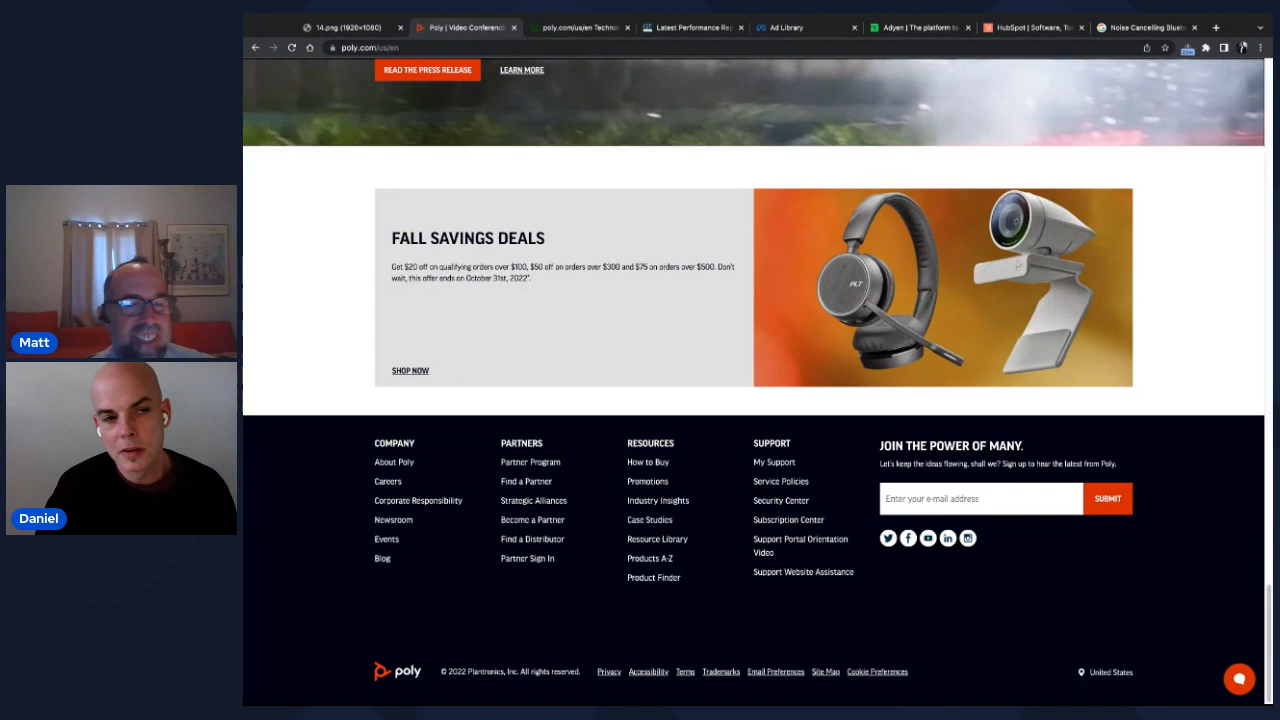 14.png (1920×1080)
Poly | Video Conferenci
poly.com/us/en Technol
Latest Performance Rep
Ad Library
Adyen | The platform to
HubSpot | Software, Too
Noise Cancelling Blueto
poly.com/us/en
READ THE PRESS RELEASE
LEARN MORE
FALL SAVINGS DEALS
Get $20 off on qualifying orders over $100, $50 off on orders over $300 and $75 on orders over $500. Don't
wait, this offer ends on October 31st, 2022*.
SHOP NOW
PLT
Matt
Daniel
COMPANY
About Poly
Careers
Corporate Responsibility
Newsroom
Events
Blog
PARTNERS
Partner Program
Find a Partner
Strategic Alliances
Become a Partner
Find a Distributor
Partner Sign In
RESOURCES
How to Buy
Promotions
Industry Insights
Case Studies
Resource Library
Products A-Z
Product Finder
SUPPORT
My Support
Service Policies
Security Center
Subscription Center
Support Portal Orientation
Video
Support Website Assistance
JOIN THE POWER OF MANY.
Let's keep the ideas flowing, shall we? Sign up to hear the latest from Poly.
Enter your e-mail address
SUBMIT
poly
© 2022 Plantronics, Inc. All rights reserved.
Privacy
Accessibility
Terms
Trademarks
Email Preferences
Site Map
Cookie Preferences
United States